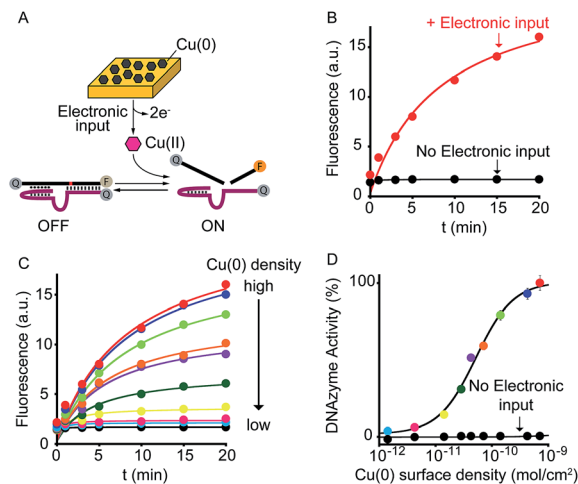 A
Cu(0)
Electronic
input
2e-
Cu(II)
Q
F
Q
OFF
Q
F
Q
ON
B
Fluorescence (a.u.)
15
10
5
0
+ Electronic input
No Electronic input
0 5 10 15 20
t (min)
C
Fluorescence (a.u.)
15
10
5
0
Cu(0) density
high
low
0 5 10 15 20
t (min)
D
DNAzyme Activity (%)
100
0
No Electronic
input
10-12 10-11 10-10 10-9
Cu(0) surface density (mol/cm2)